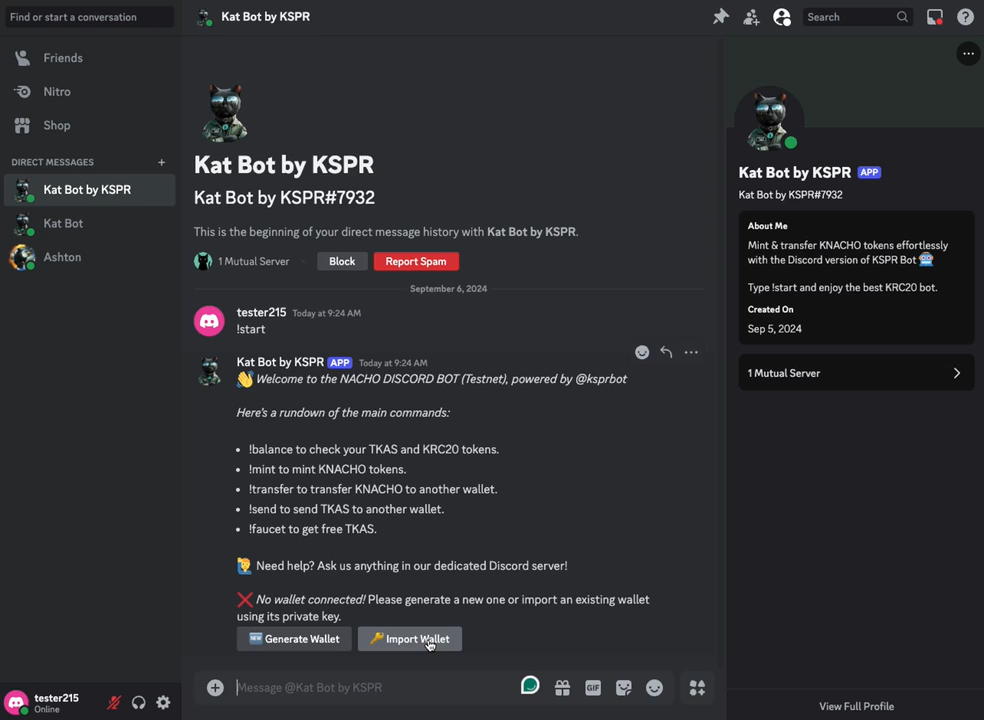 Find or start a conversation
Kat Bot by KSPR
Search
Friends
Nitro
Shop
DIRECT MESSAGES
Kat Bot by KSPR
Kat Bot
Ashton
Kat Bot by KSPR
Kat Bot by KSPR#7932
This is the beginning of your direct message history with Kat Bot by KSPR.
1 Mutual Server
Block
Report Spam
September 6, 2024
tester215 Today at 9:24 AM
!start
Kat Bot by KSPR APP Today at 9:24 AM
👋 Welcome to the NACHO DISCORD BOT (Testnet), powered by @ksprbot
Here's a rundown of the main commands:
• !balance to check your TKAS and KRC20 tokens.
• !mint to mint KNACHO tokens.
• !transfer to transfer KNACHO to another wallet.
• !send to send TKAS to another wallet.
• !faucet to get free TKAS.
🙋‍♂️ Need help? Ask us anything in our dedicated Discord server!
❌ No wallet connected! Please generate a new one or import an existing wallet
using its private key.
🆕 Generate Wallet
🔑 Import Wallet
Message @Kat Bot by KSPR
GIF
tester215
Online
Kat Bot by KSPR APP
Kat Bot by KSPR#7932
About Me
Mint & transfer KNACHO tokens effortlessly
with the Discord version of KSPR Bot 🤖
Type !start and enjoy the best KRC20 bot.
Created On
Sep 5, 2024
1 Mutual Server
View Full Profile